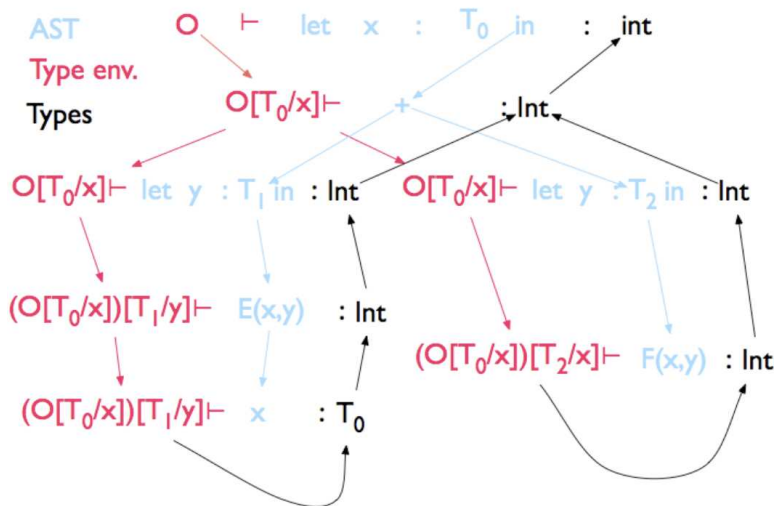 AST O ⊢ let x : T₀ in : int
Type env.
O[T₀/x]⊢ + : Int
Types
O[T₀/x]⊢ let y : T₁ in : Int O[T₀/x]⊢ let y : T₂ in : Int
(O[T₀/x])[T₁/y]⊢ E(x,y) : Int
(O[T₀/x])[T₂/x]⊢ F(x,y) : Int
(O[T₀/x])[T₁/y]⊢ x : T₀